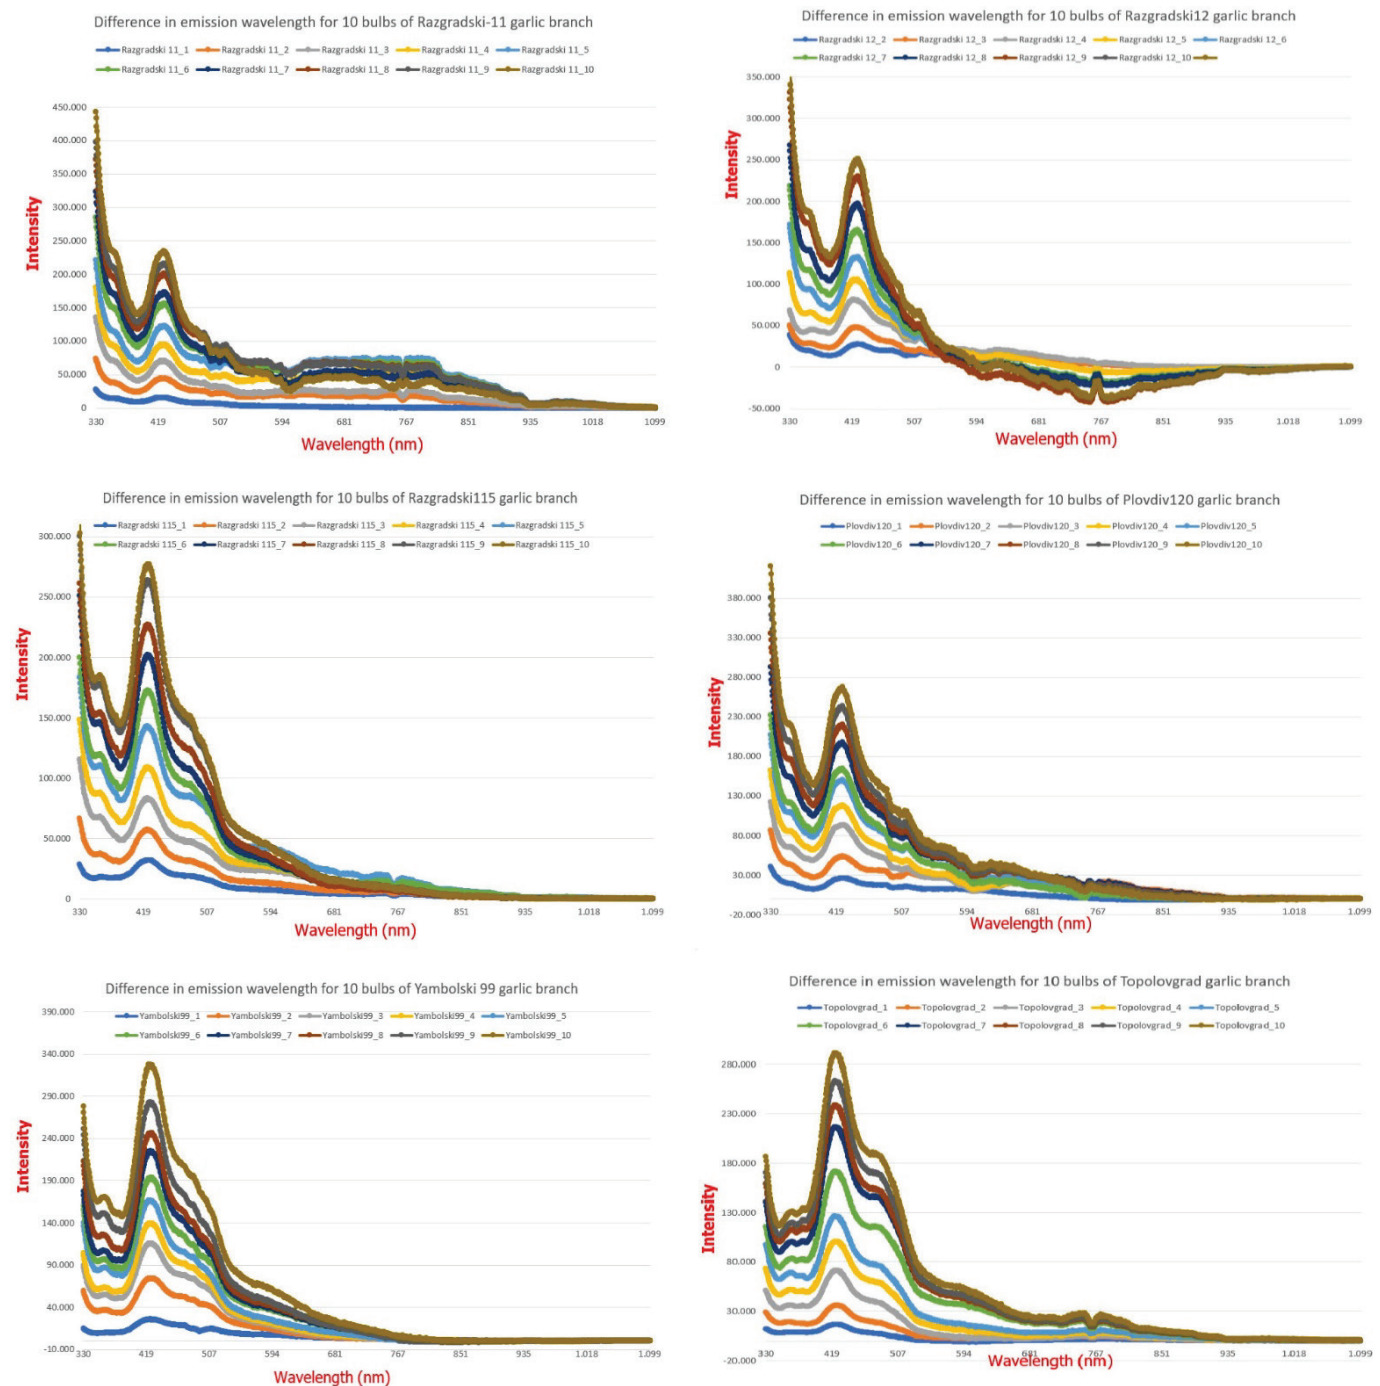 Difference in emission wavelength for 10 bulbs of Razgradski-11 garlic branch
Razgradski 11_1 Razgradski 11_2 Razgradski 11_3 Razgradski 11_4 Razgradski 11_5
Razgradski 11_6 Razgradski 11_7 Razgradski 11_8 Razgradski 11_9 Razgradski 11_10
450.000
400.000
350.000
300.000
250.000
200.000
150.000
100.000
50.000
0
Intensity
330 419 507 594 681 767 851 935 1.018 1.099
Wavelength (nm)
Difference in emission wavelength for 10 bulbs of Razgradski12 garlic branch
Razgradski 12_2 Razgradski 12_3 Razgradski 12_4 Razgradski 12_5 Razgradski 12_6
Razgradski 12_7 Razgradski 12_8 Razgradski 12_9 Razgradski 12_10
350.000
300.000
250.000
200.000
150.000
100.000
50.000
0
-50.000
Intensity
330 419 507 594 681 767 851 935 1.018 1.099
Wavelength (nm)
Difference in emission wavelength for 10 bulbs of Razgradski115 garlic branch
Razgradski 115_1 Razgradski 115_2 Razgradski 115_3 Razgradski 115_4 Razgradski 115_5
Razgradski 115_6 Razgradski 115_7 Razgradski 115_8 Razgradski 115_9 Razgradski 115_10
300.000
250.000
200.000
150.000
100.000
50.000
0
Intensity
330 419 507 594 681 767 851 935 1.018 1.099
Wavelength (nm)
Difference in emission wavelength for 10 bulbs of Plovdiv120 garlic branch
Plovdiv120_1 Plovdiv120_2 Plovdiv120_3 Plovdiv120_4 Plovdiv120_5
Plovdiv120_6 Plovdiv120_7 Plovdiv120_8 Plovdiv120_9 Plovdiv120_10
380.000
330.000
280.000
230.000
180.000
130.000
80.000
30.000
-20.000
Intensity
330 419 507 594 681 767 851 935 1.018 1.099
Wavelength (nm)
Difference in emission wavelength for 10 bulbs of Yambolski 99 garlic branch
Yambolski99_1 Yambolski99_2 Yambolski99_3 Yambolski99_4 Yambolski99_5
Yambolski99_6 Yambolski99_7 Yambolski99_8 Yambolski99_9 Yambolski99_10
390.000
340.000
290.000
240.000
190.000
140.000
90.000
40.000
-10.000
Intensity
330 419 507 594 681 767 851 935 1.018 1.099
Wavelength (nm)
Difference in emission wavelength for 10 bulbs of Topolovgrad garlic branch
Topolovgrad_1 Topolovgrad_2 Topolovgrad_3 Topolovgrad_4 Topolovgrad_5
Topolovgrad_6 Topolovgrad_7 Topolovgrad_8 Topolovgrad_9 Topolovgrad_10
280.000
230.000
180.000
130.000
80.000
30.000
-20.000
Intensity
330 419 507 594 681 767 851 935 1.018 1.099
Wavelength (nm)